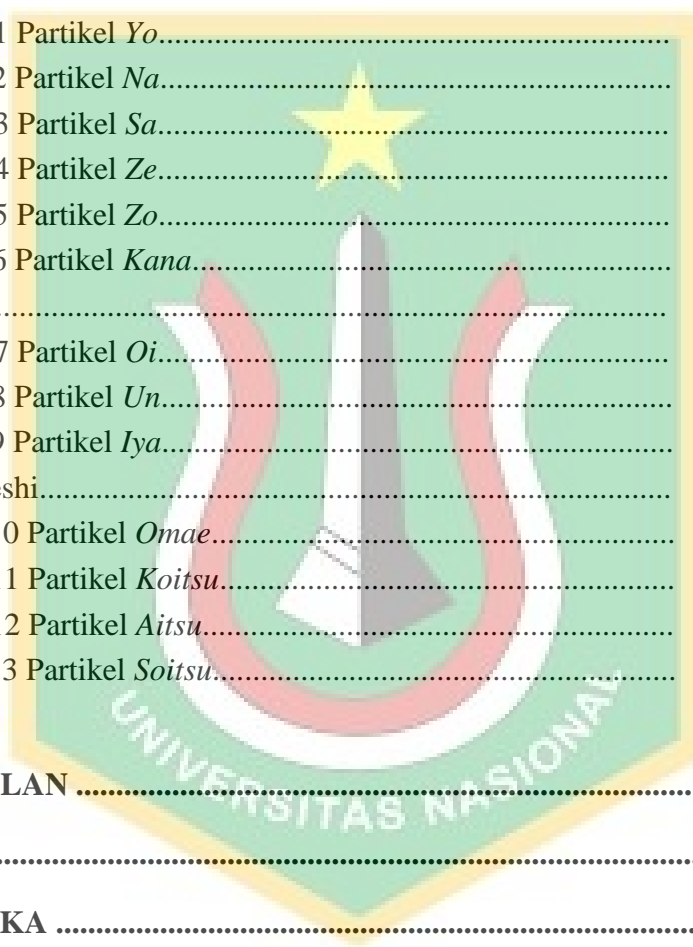 1 Partikel Yo..................................................................
2 Partikel Na..................................................................
3 Partikel Sa..................................................................
4 Partikel Ze..................................................................
5 Partikel Zo..................................................................
6 Partikel Kana..............................................................
.....................................................................................
7 Partikel Oi..................................................................
8 Partikel Un.................................................................
9 Partikel Iya.................................................................
eshi...............................................................................
0 Partikel Omae...........................................................
1 Partikel Koitsu..........................................................
2 Partikel Aitsu............................................................
3 Partikel Soitsu...........................................................
UNIVERSITAS NASIONAL
LAN ..............................................................................
.......................................................................................
KA .................................................................................